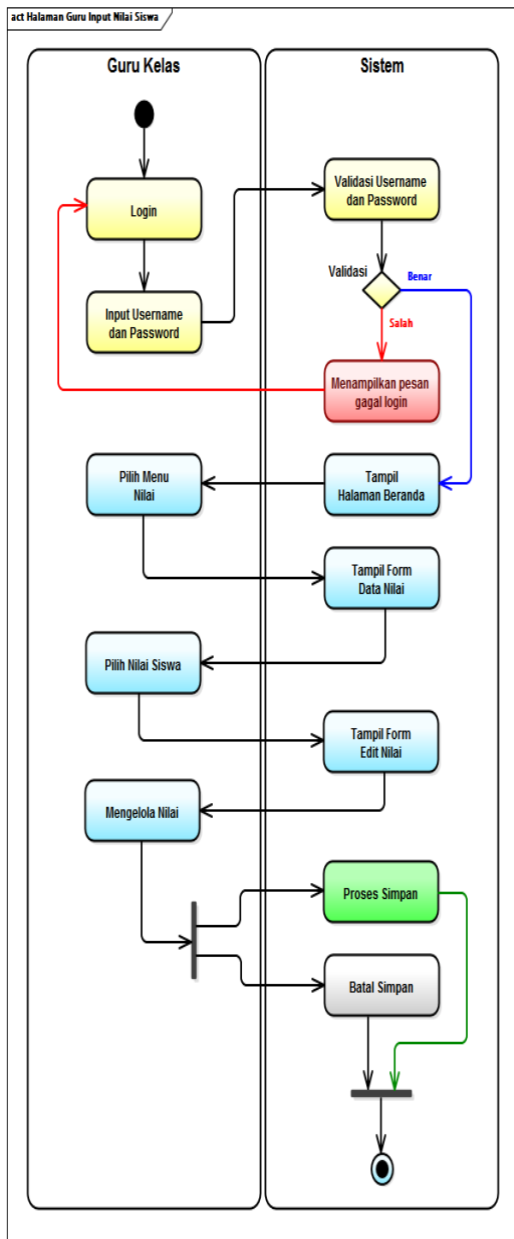 act Halaman Guru Input Nilai Siswa
Guru Kelas
Sistem
Login
Validasi Username
dan Password
Input Username
dan Password
Validasi
Benar
Salah
Menampilkan pesan
gagal login
Pilih Menu
Nilai
Tampil
Halaman Beranda
Tampil Form
Data Nilai
Pilih Nilai Siswa
Tampil Form
Edit Nilai
Mengelola Nilai
Proses Simpan
Batal Simpan